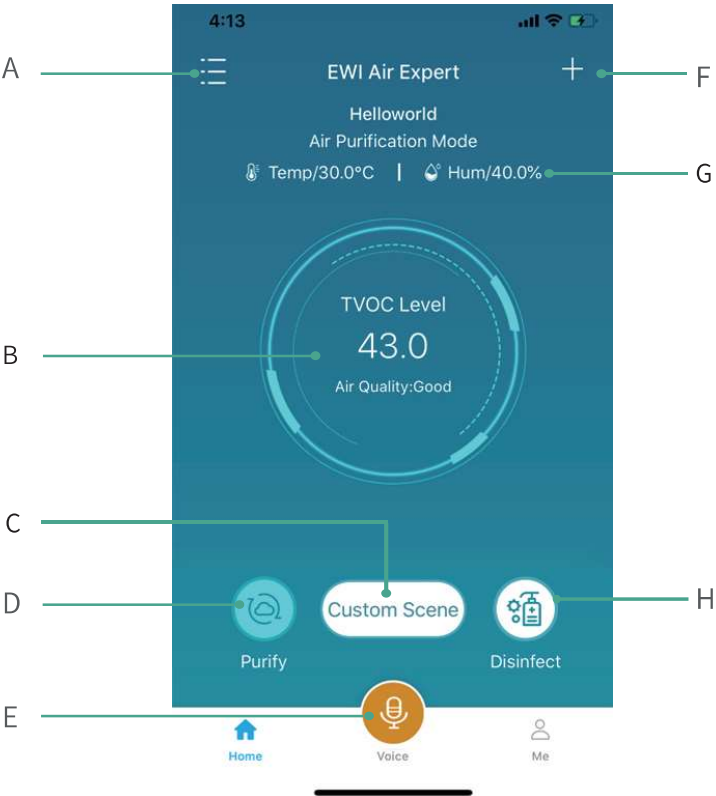 4:13
A
EWI Air Expert
F
Helloworld
Air Purification Mode
Temp/30.0°C | Hum/40.0%
G
TVOC Level
43.0
B
Air Quality:Good
C
D
Custom Scene
H
Purify
Disinfect
E
Home
Voice
Me